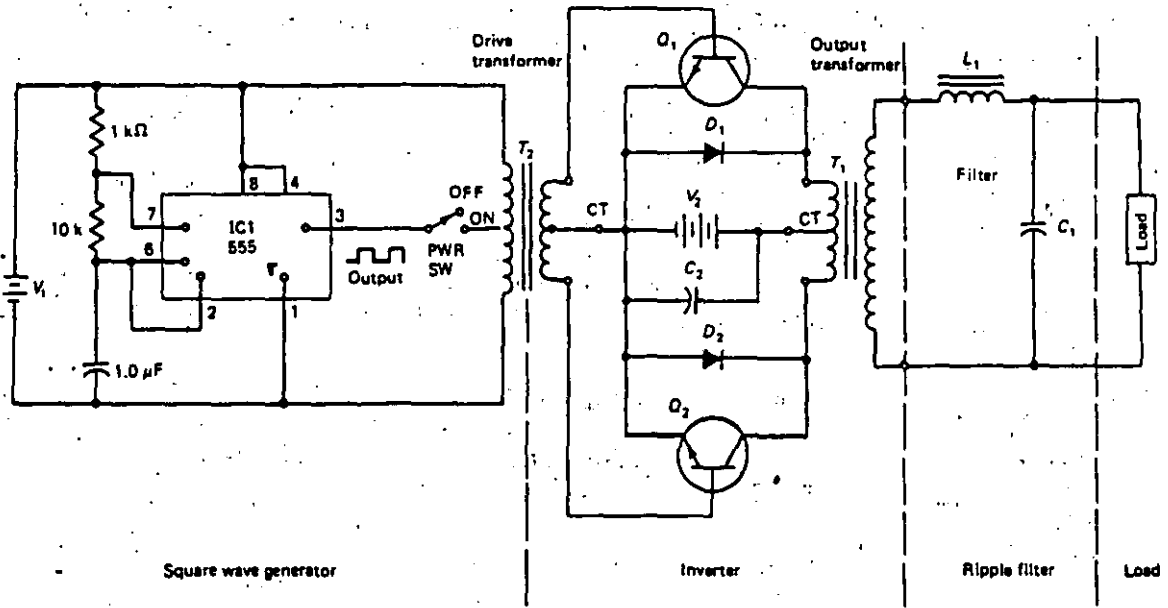 Drive
transformer
Q1
Output
transformer
L1
1 kΩ
D1
T2
T1
8
4
OFF
Filter
7
3
ON
CT
V2
CT
10 k
IC1
555
PWR
SW
C1
Load
6
Output
C2
V1
2
1
D2
1.0 μF
Q2
Square wave generator
Inverter
Ripple filter
Load